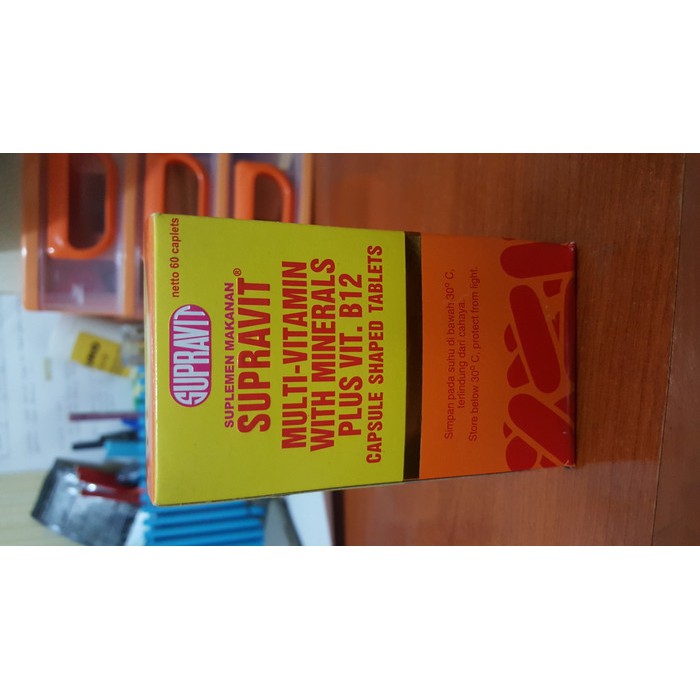 netto 60 caplets
SUPRAVIT
SUPLEMEN MAKANAN
SUPRAVIT®
MULTI-VITAMIN
WITH MINERALS
PLUS VIT. B12
CAPSULE SHAPED TABLETS
Simpan pada suhu di bawah 30° C,
terlindung dari cahaya.
Store below 30° C, protect from light.